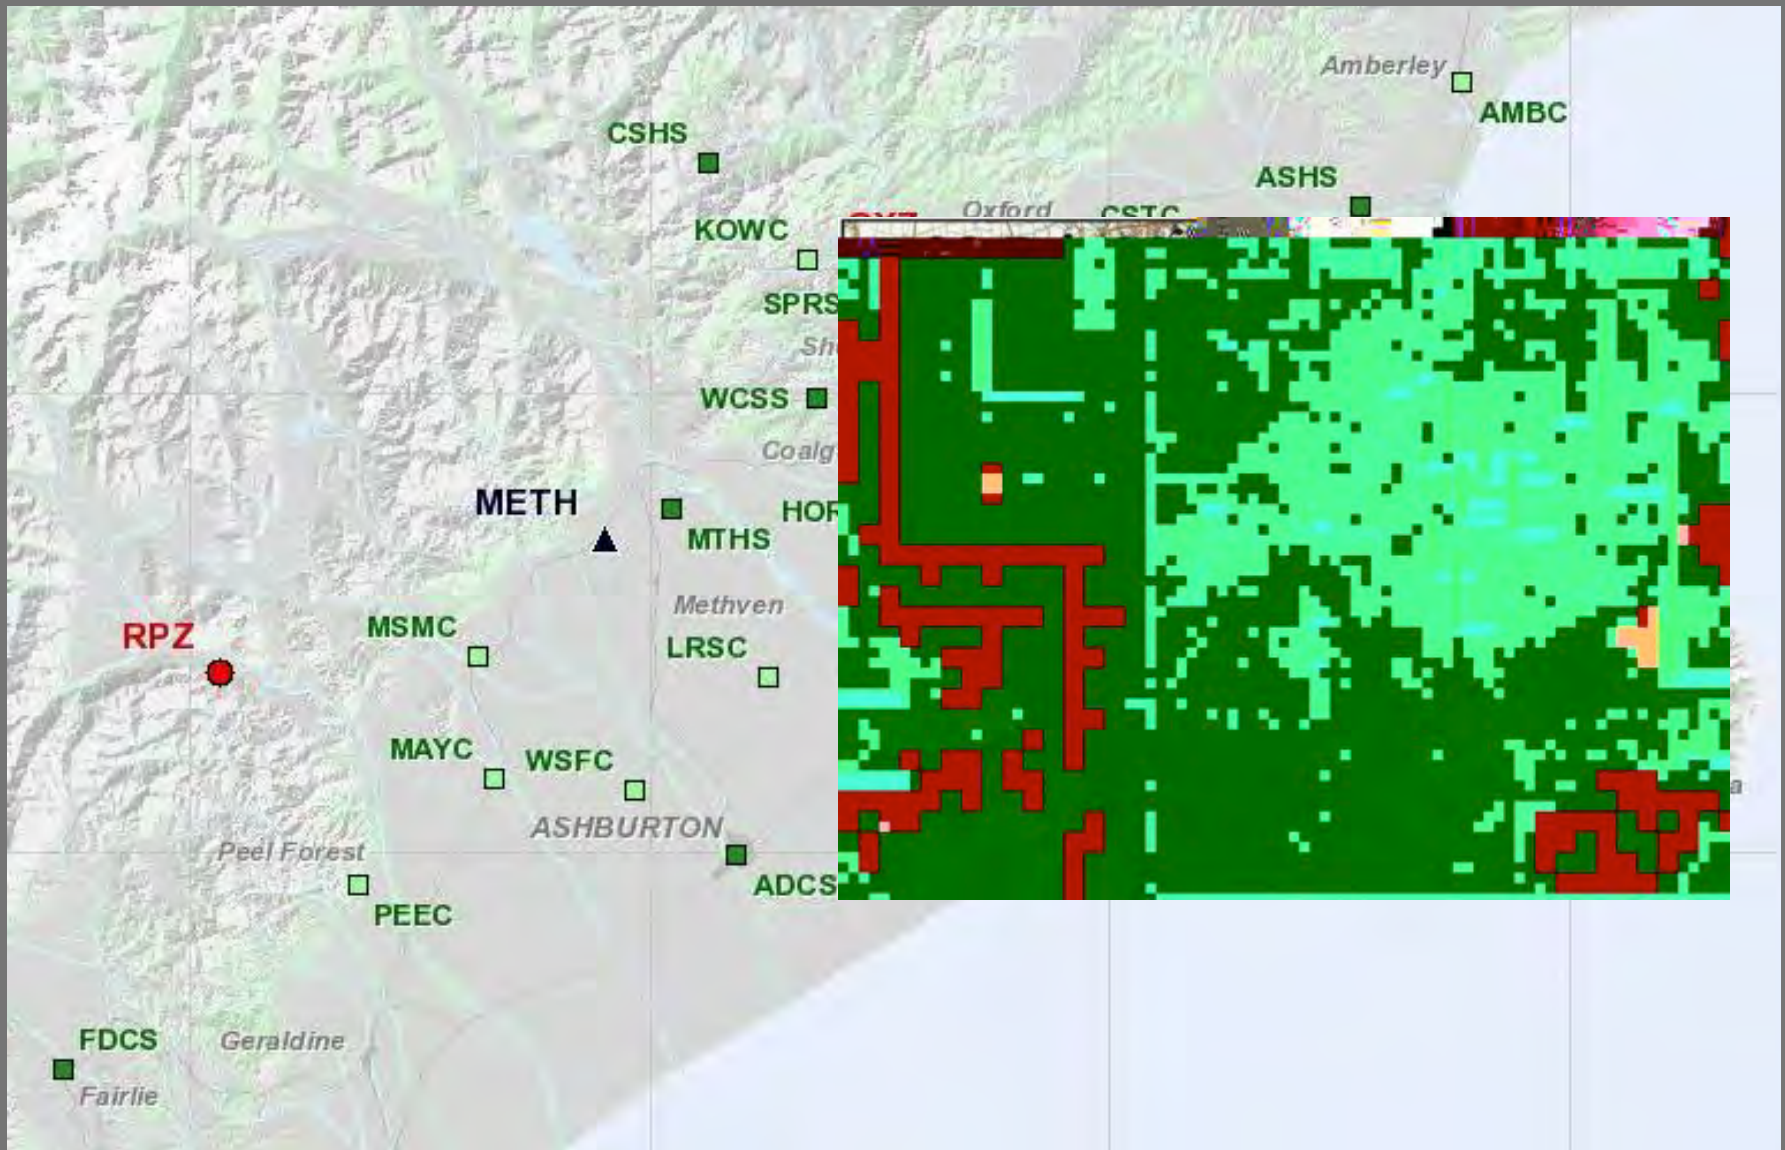 Amberley
AMBC
CSHS
ASHS
Oxford
CSTC
KOWC
SPRS
WCSS
METH
MTHS
Methven
RPZ
MSMC
LRSC
MAYC
WSFC
ASHBURTON
Peel Forest
ADCS
PEEC
FDCS
Geraldine
Fairlie